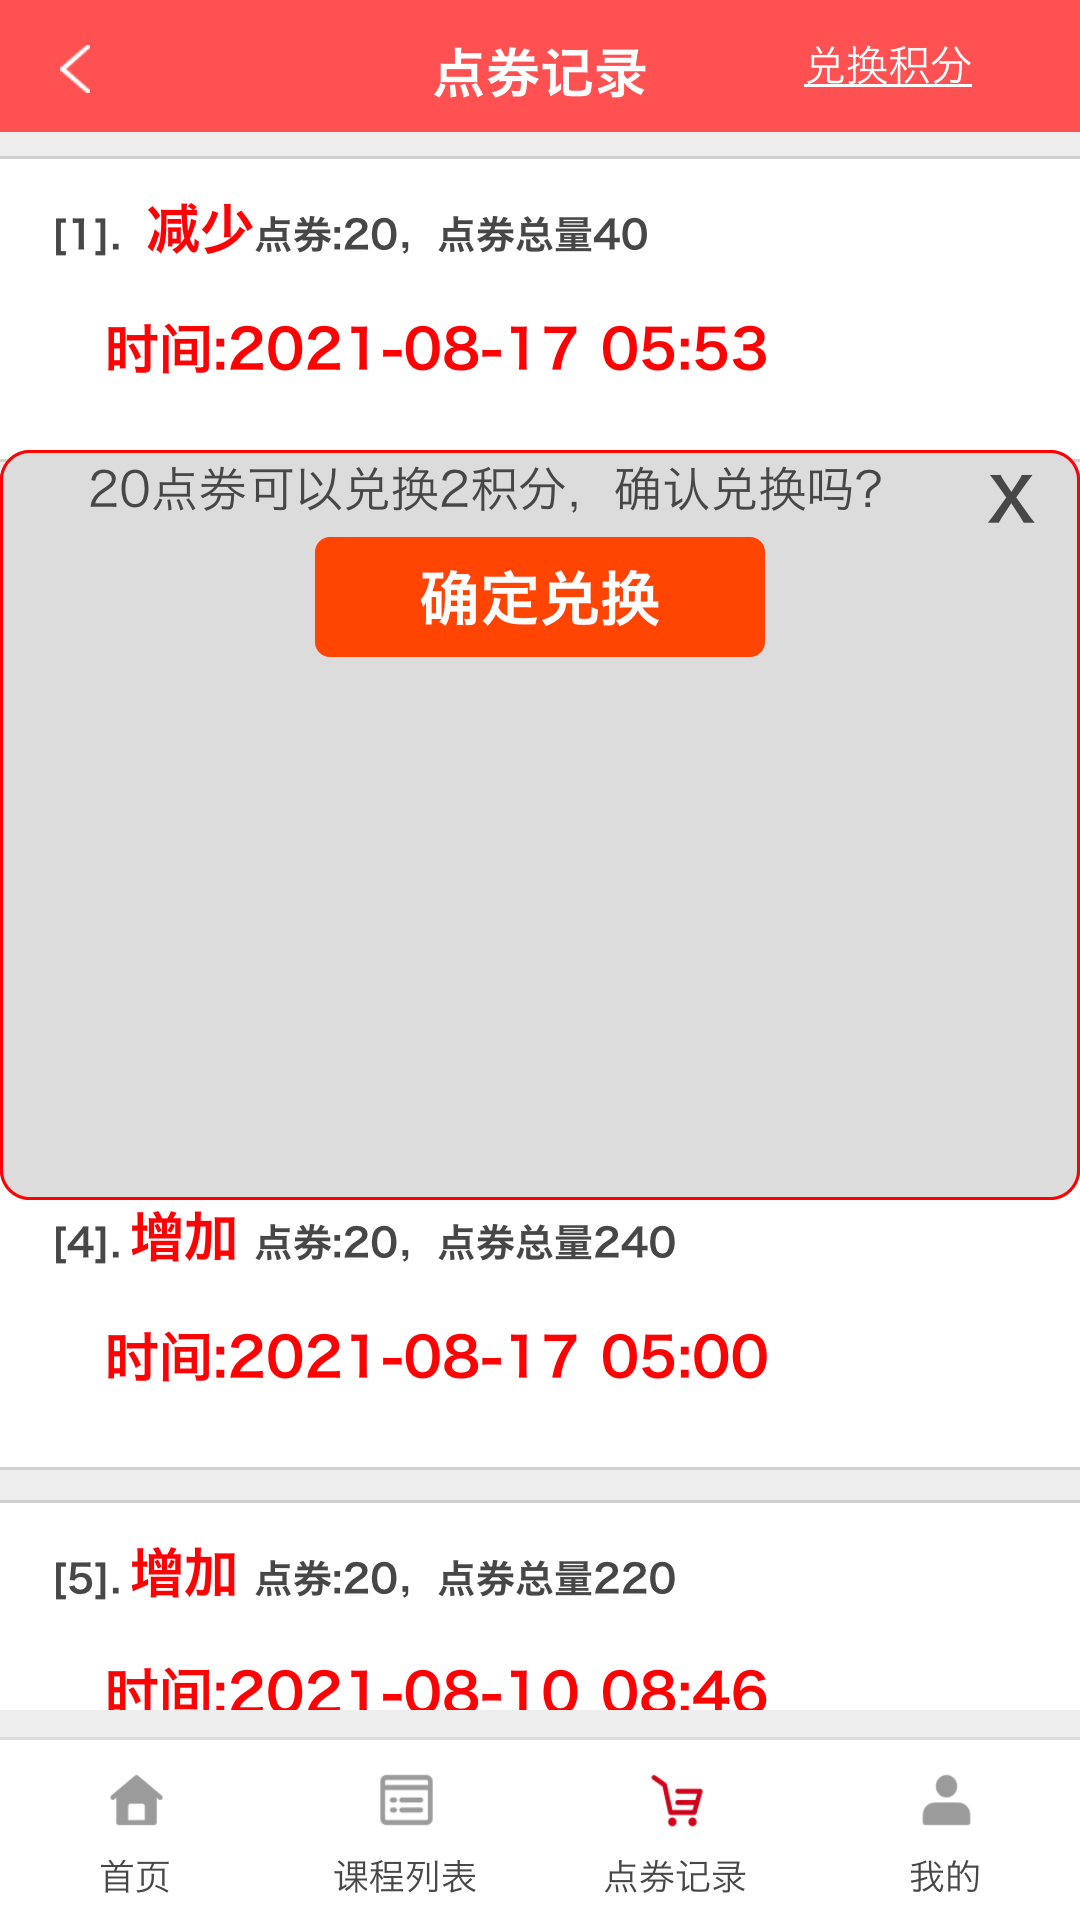 点券记录
兑换积分
[1]. 减少点券:20，点券总量40
时间:2021-08-17 05:53
20点券可以兑换2积分，确认兑换吗?
X
确定兑换
[4]. 增加 点券:20，点券总量240
时间:2021-08-17 05:00
[5]. 增加 点券:20，点券总量220
时间:2021-08-10 08:46
首页
课程列表
点券记录
我的